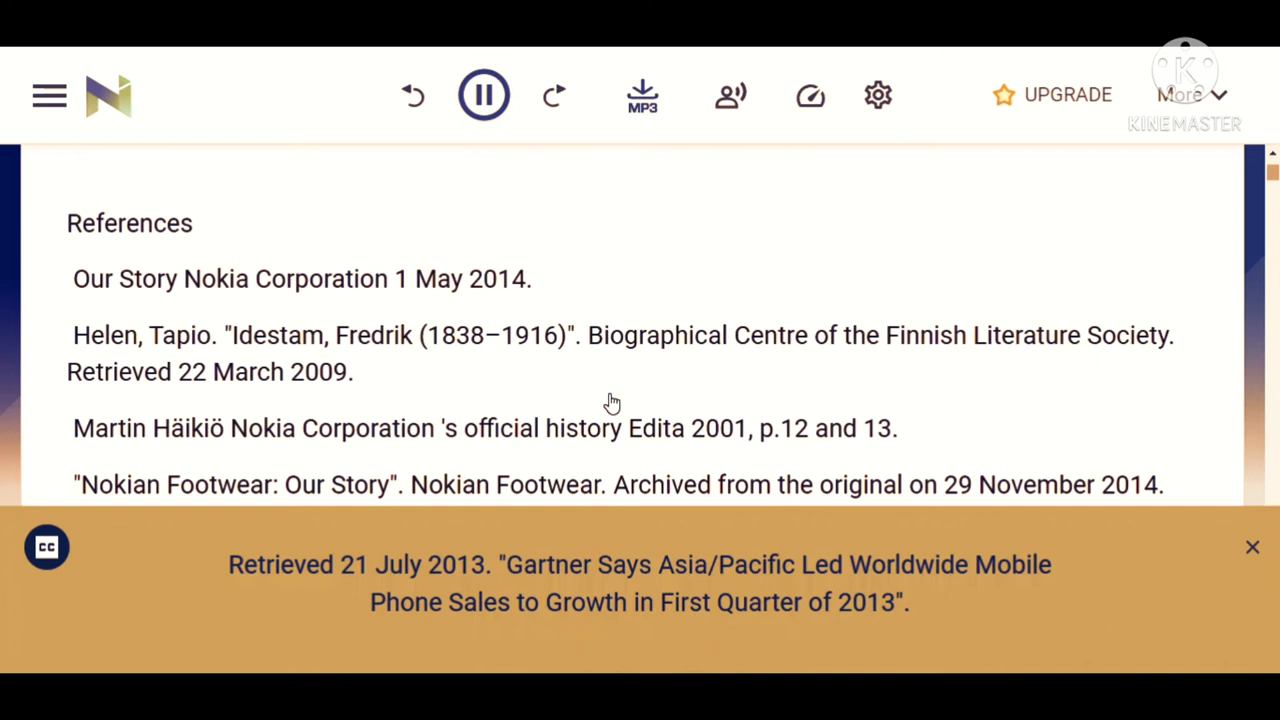 MP3
UPGRADE
More
KINEMASTER
References
Our Story Nokia Corporation 1 May 2014.
Helen, Tapio. "Idestam, Fredrik (1838–1916)". Biographical Centre of the Finnish Literature Society.
Retrieved 22 March 2009.
Martin Häikiö Nokia Corporation 's official history Edita 2001, p.12 and 13.
"Nokian Footwear: Our Story". Nokian Footwear. Archived from the original on 29 November 2014.
CC
Retrieved 21 July 2013. "Gartner Says Asia/Pacific Led Worldwide Mobile
Phone Sales to Growth in First Quarter of 2013".